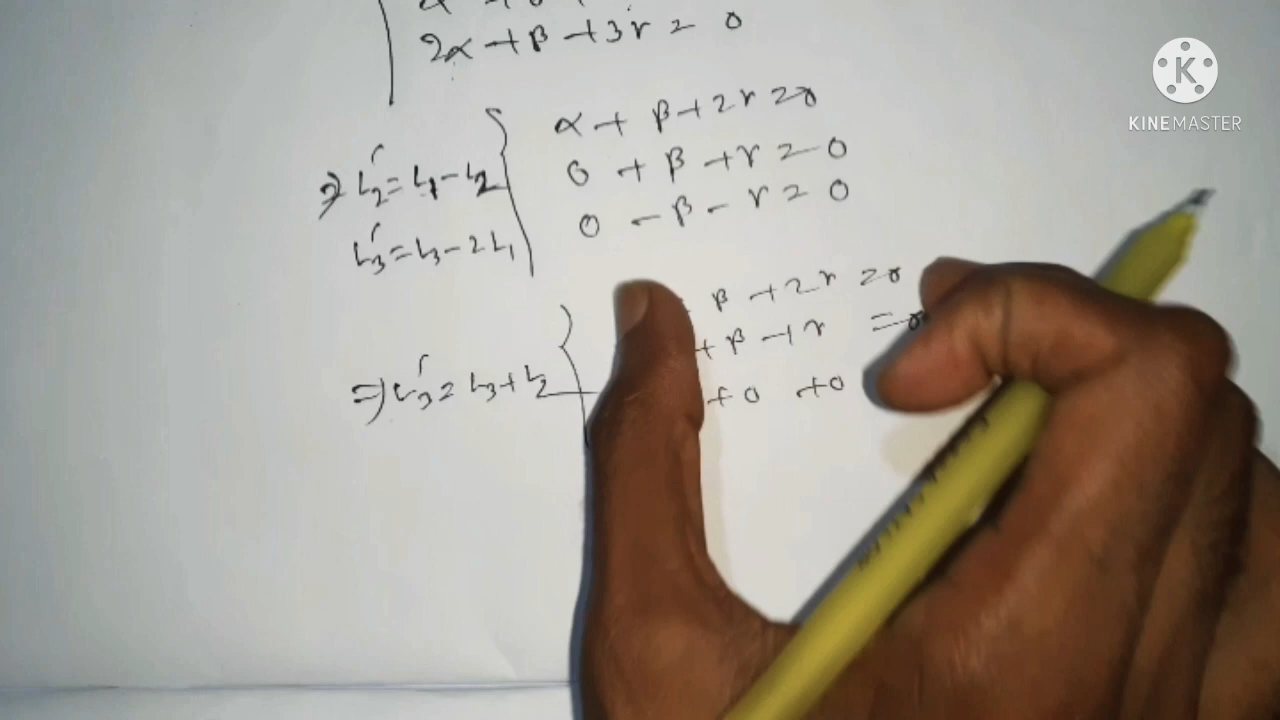 2α + β + 3r = 0
α + β + 2r = 0
⇒ L₂' = L₁ - L₂
0 + β + r = 0
0 - β - r = 0
L₃' = L₃ - 2L₁
β + 2r = 0
+ β + r = 0
⇒ L₃' = L₃ + L₂
+ 0 + 0
K
KINEMASTER